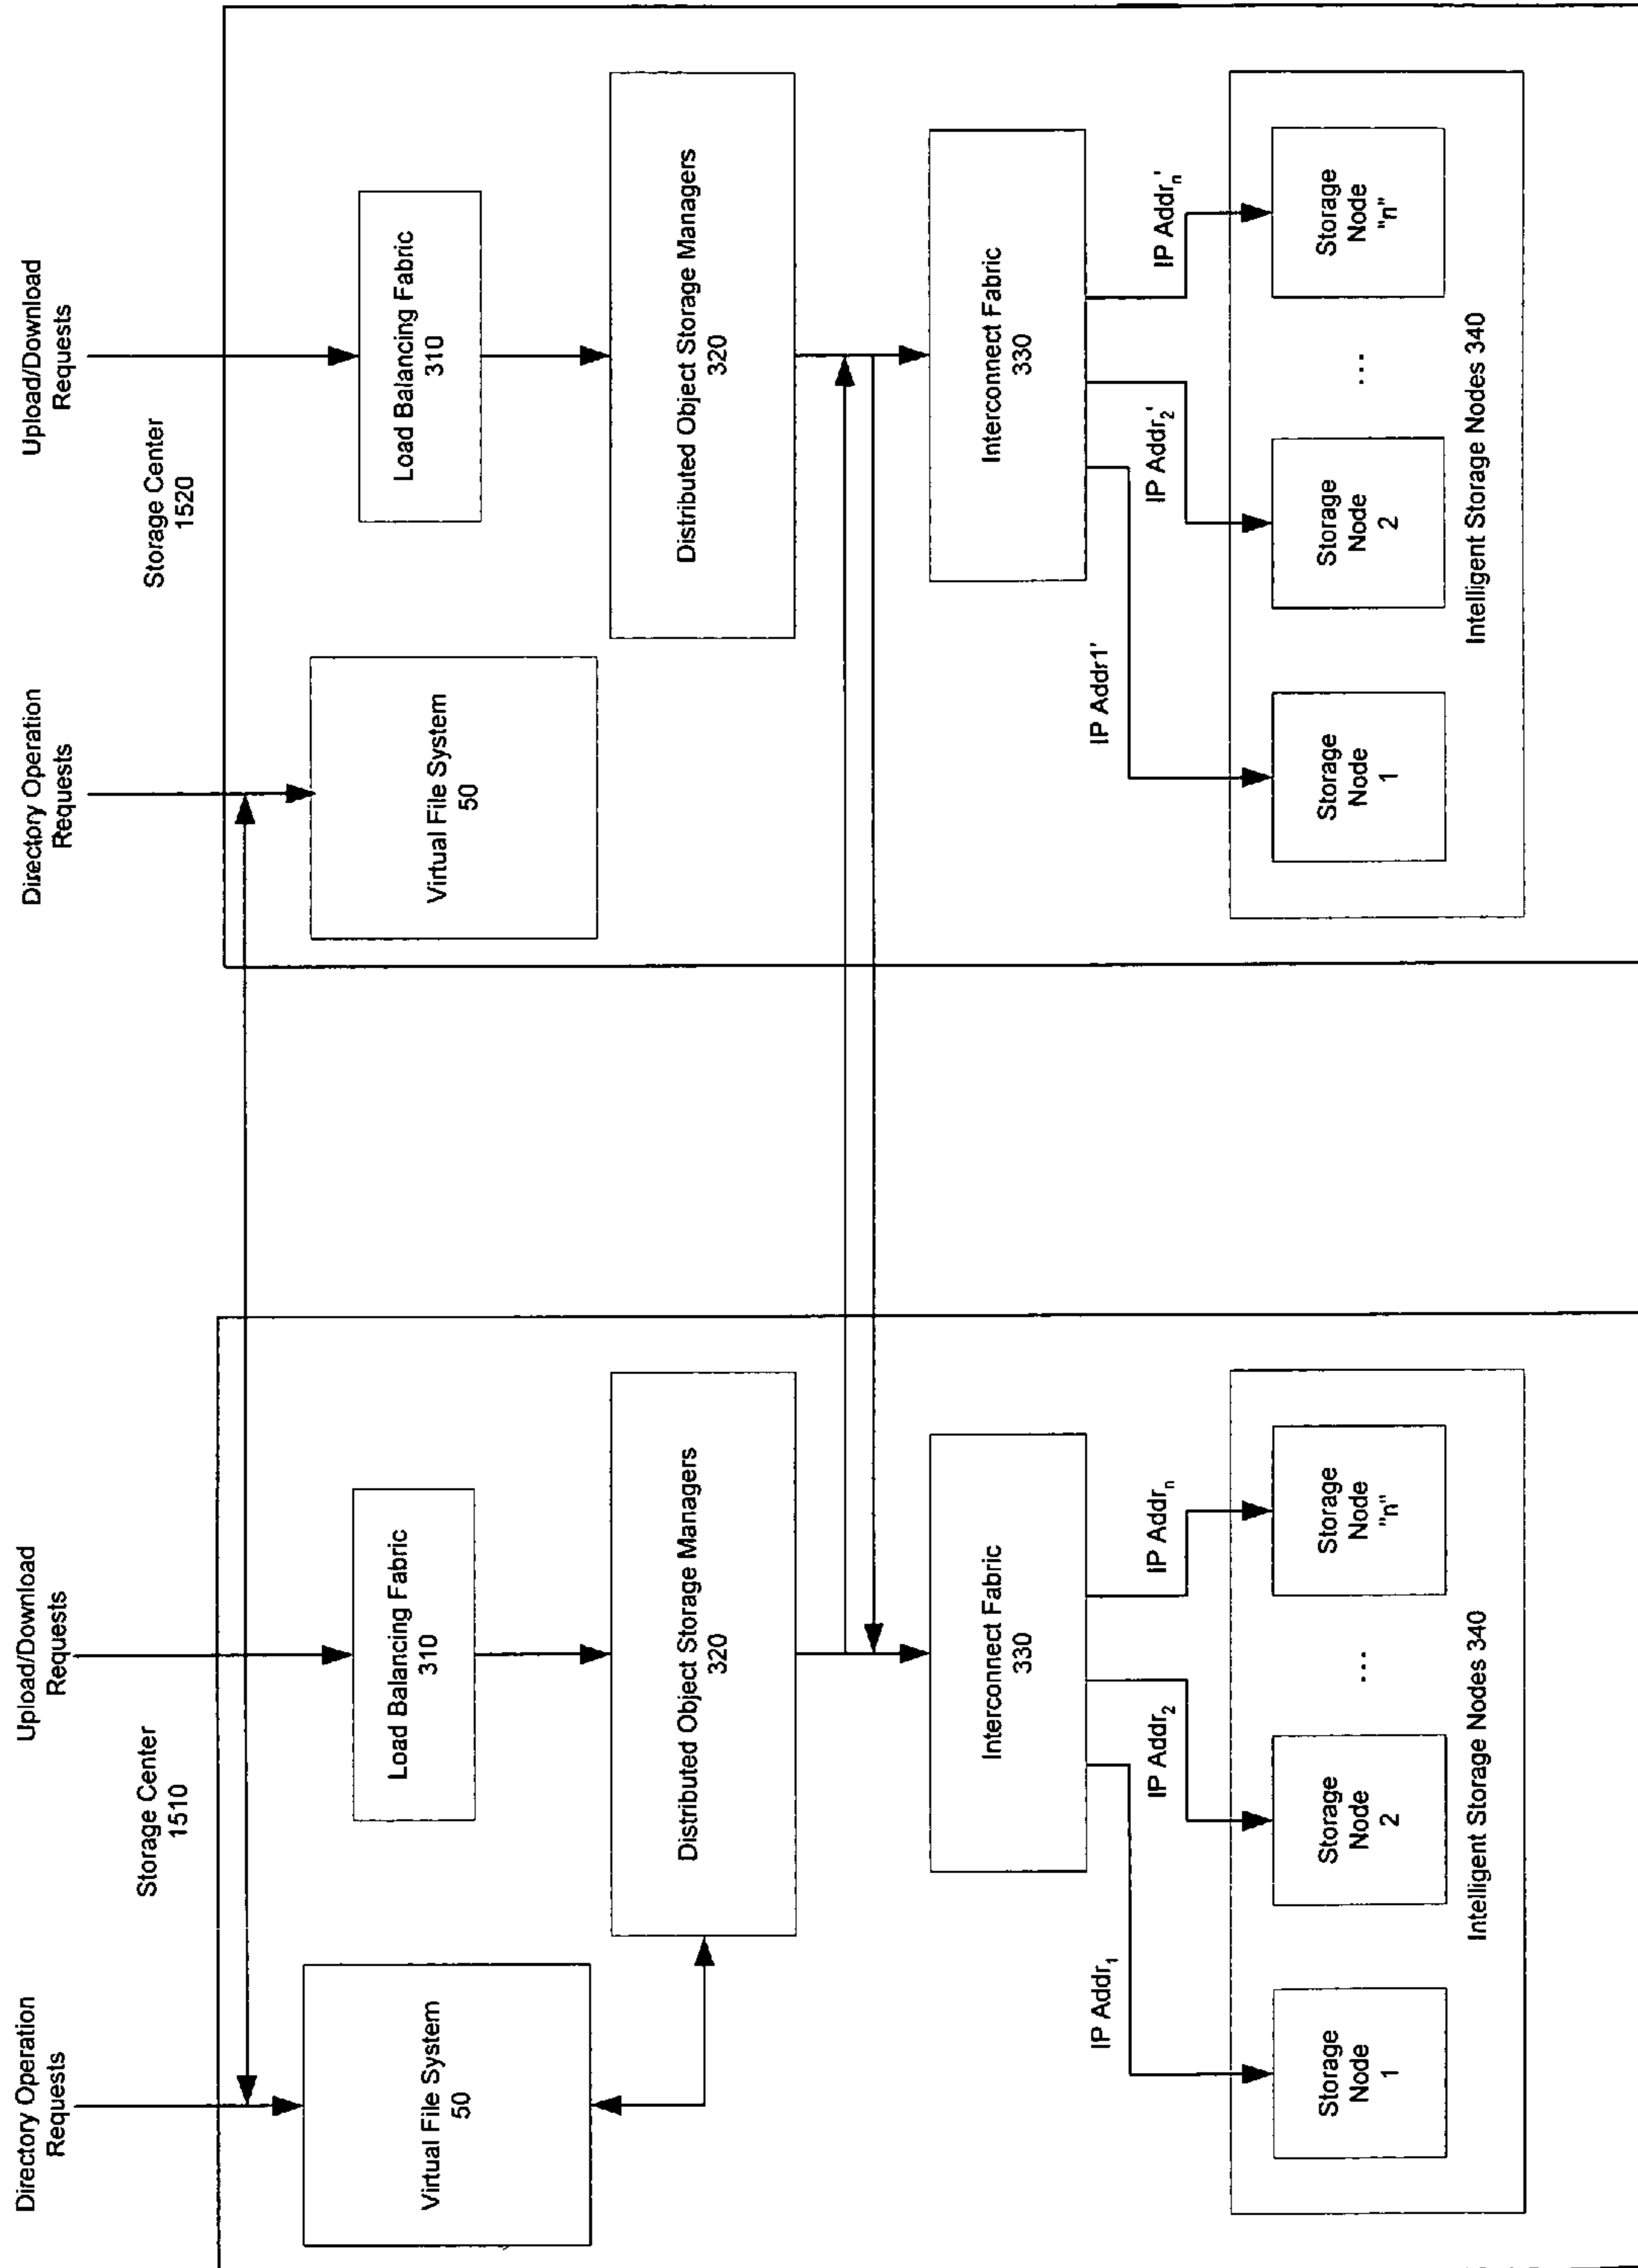 Directory Operation
Requests
Upload/Download
Requests
Storage Center
1510
Virtual File System
50
Load Balancing Fabric
310
Distributed Object Storage Managers
320
Interconnect Fabric
330
IP Addr₁
IP Addr₂
IP Addrₙ
Storage
Node
1
Storage
Node
2
...
Storage
Node
"n"
Intelligent Storage Nodes 340
Directory Operation
Requests
Upload/Download
Requests
Storage Center
1520
Virtual File System
50
Load Balancing Fabric
310
Distributed Object Storage Managers
320
Interconnect Fabric
330
IP Addr1'
IP Addr₂'
IP Addrₙ'
Storage
Node
1
Storage
Node
2
...
Storage
Node
"n"
Intelligent Storage Nodes 340